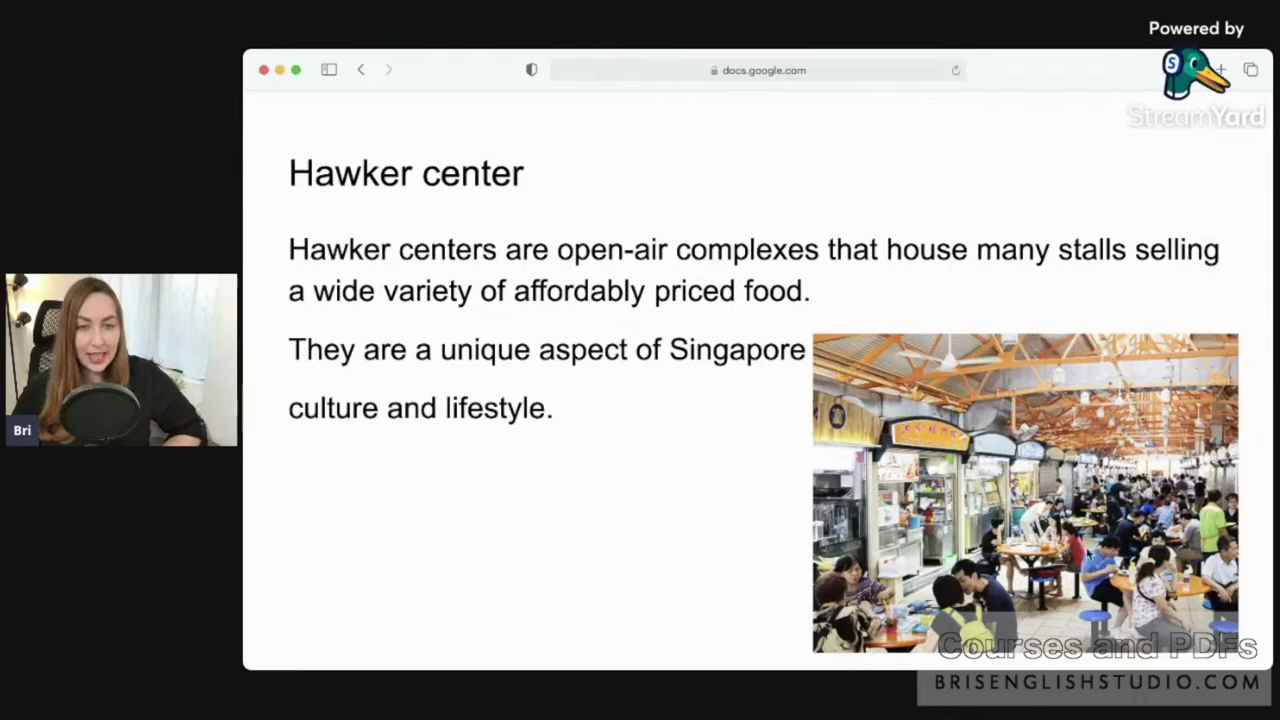 Powered by
docs.google.com
StreamYard
Hawker center
Hawker centers are open-air complexes that house many stalls selling
a wide variety of affordably priced food.
They are a unique aspect of Singapore
culture and lifestyle.
Bri
Courses and PDFs
BRISENGLISHSTUDIO.COM